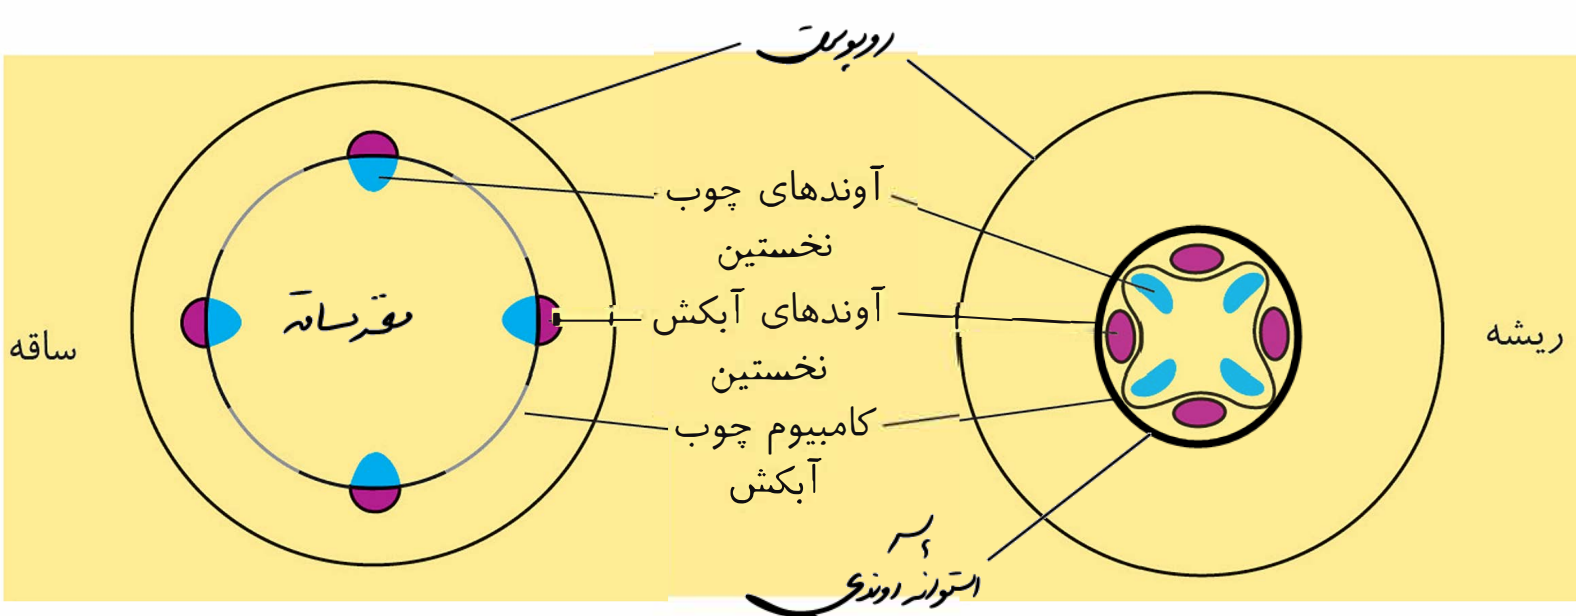 روپوست
آوندهای چوب
نخستین
آوندهای آبکش
نخستین
کامبیوم چوب
آبکش
ساقه
مغز ساقه
ریشه
استوانه آوندی